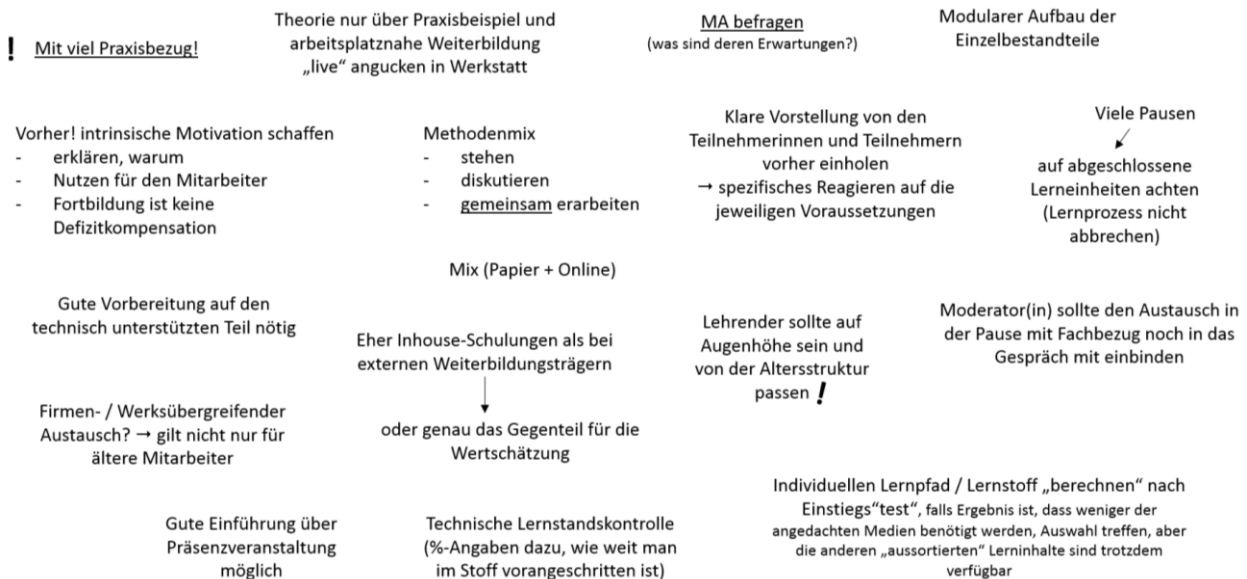 ! Mit viel Praxisbezug!
Theorie nur über Praxisbeispiel und
arbeitsplatznahe Weiterbildung
„live“ angucken in Werkstatt
MA befragen
(was sind deren Erwartungen?)
Modularer Aufbau der
Einzelbestandteile
Vorher! intrinsische Motivation schaffen
- erklären, warum
- Nutzen für den Mitarbeiter
- Fortbildung ist keine
Defizitkompensation
Methodenmix
- stehen
- diskutieren
- gemeinsam erarbeiten
Klare Vorstellung von den
Teilnehmerinnen und Teilnehmern
vorher einholen
→ spezifisches Reagieren auf die
jeweiligen Voraussetzungen
Viele Pausen
auf abgeschlossene
Lerneinheiten achten
(Lernprozess nicht
abbrechen)
Mix (Papier + Online)
Gute Vorbereitung auf den
technisch unterstützten Teil nötig
Eher Inhouse-Schulungen als bei
externen Weiterbildungsträgern
oder genau das Gegenteil für die
Wertschätzung
Lehrender sollte auf
Augenhöhe sein und
von der Altersstruktur
passen !
Moderator(in) sollte den Austausch in
der Pause mit Fachbezug noch in das
Gespräch mit einbinden
Firmen- / Werksübergreifender
Austausch? → gilt nicht nur für
ältere Mitarbeiter
Gute Einführung über
Präsenzveranstaltung
möglich
Technische Lernstandskontrolle
(%-Angaben dazu, wie weit man
im Stoff vorangeschritten ist)
Individuellen Lernpfad / Lernstoff „berechnen“ nach
Einstiegs“test“, falls Ergebnis ist, dass weniger der
angedachten Medien benötigt werden, Auswahl treffen, aber
die anderen „aussortierten“ Lerninhalte sind trotzdem
verfügbar